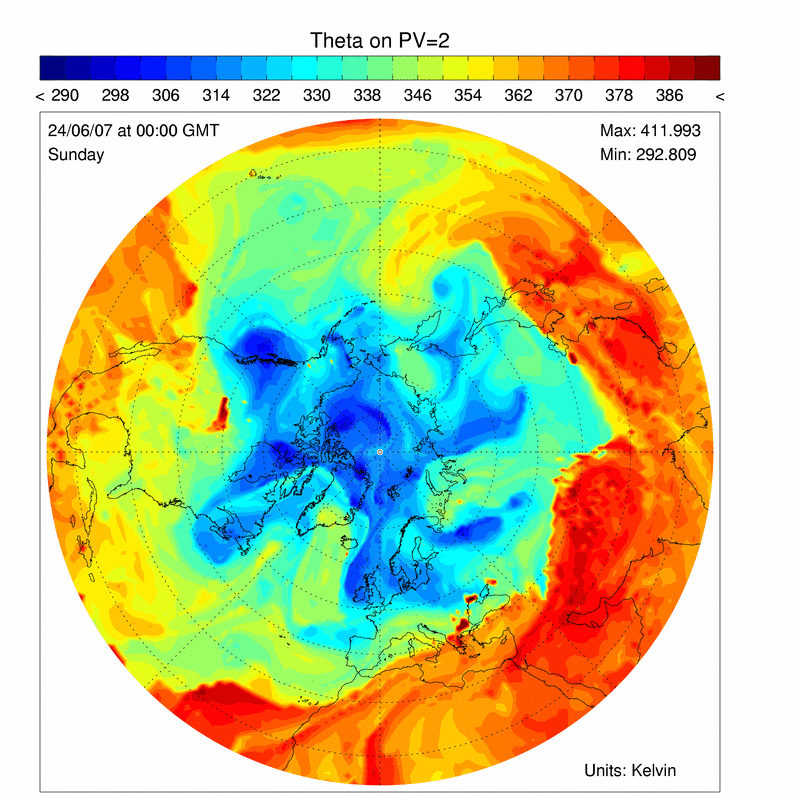 Theta on PV=2
< 290 298 306 314 322 330 338 346 354 362 370 378 386 <
24/06/07 at 00:00 GMT Max: 411.993
Sunday Min: 292.809
Units: Kelvin